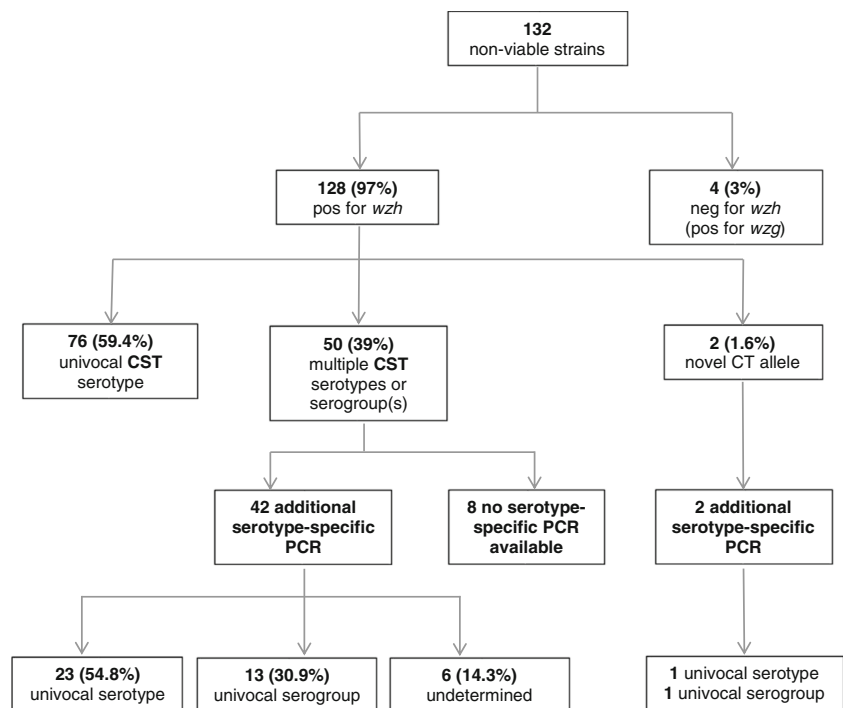 132
non-viable strains
128 (97%)
pos for wzh
4 (3%)
neg for wzh
(pos for wzg)
76 (59.4%)
univocal CST
serotype
50 (39%)
multiple CST
serotypes or
serogroup(s)
2 (1.6%)
novel CT allele
42 additional
serotype-specific
PCR
8 no serotype-
specific PCR
available
2 additional
serotype-specific
PCR
23 (54.8%)
univocal serotype
13 (30.9%)
univocal serogroup
6 (14.3%)
undetermined
1 univocal serotype
1 univocal serogroup